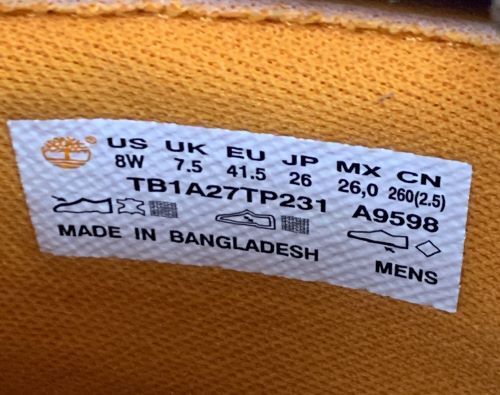 US UK EU JP MX CN
8W 7.5 41.5 26 26,0 260(2.5)
TB1A27TP231 A9598
MADE IN BANGLADESH MENS